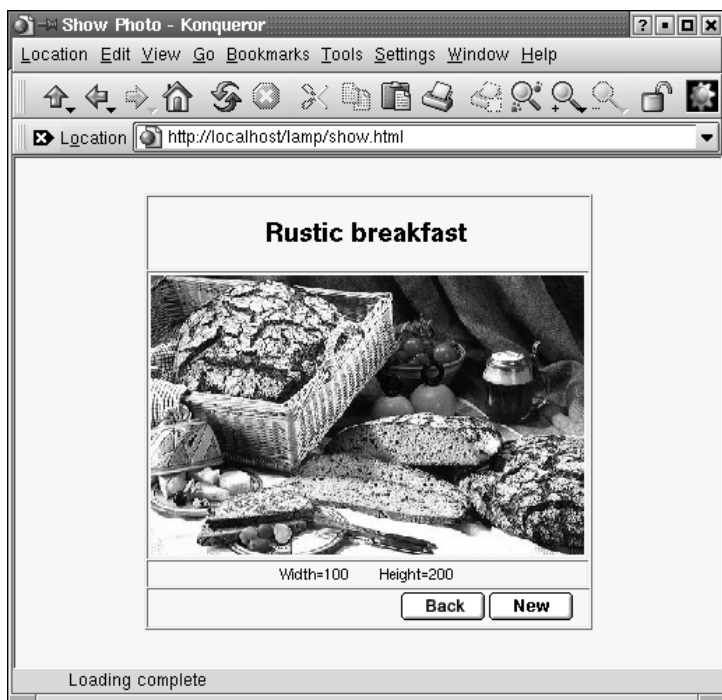 Show Photo - Konqueror
Location Edit View Go Bookmarks Tools Settings Window Help
Location http://localhost/lamp/show.html
Rustic breakfast
Width=100 Height=200
Back New
Loading complete